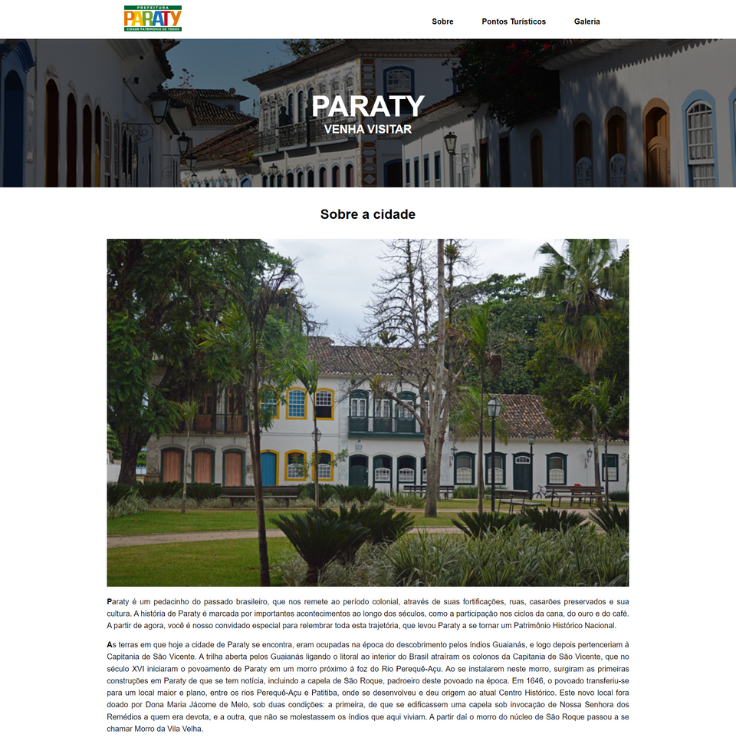 PREFEITURA
PARATY
CIDADE PATRIMÔNIO DE TODOS
Sobre
Pontos Turísticos
Galeria
PARATY
VENHA VISITAR
Sobre a cidade
Paraty é um pedacinho do passado brasileiro, que nos remete ao período colonial, através de suas fortificações, ruas, casarões preservados e sua
cultura. A história de Paraty é marcada por importantes acontecimentos ao longo dos séculos, como a participação nos ciclos da cana, do ouro e do café.
A partir de agora, você é nosso convidado especial para relembrar toda esta trajetória, que levou Paraty a se tornar um Patrimônio Histórico Nacional.
As terras em que hoje a cidade de Paraty se encontra, eram ocupadas na época do descobrimento pelos índios Guaianás, e logo depois pertenceriam à
Capitania de São Vicente. A trilha aberta pelos Guaianás ligando o litoral ao interior do Brasil atraíram os colonos da Capitania de São Vicente, que no
século XVI iniciaram o povoamento de Paraty em um morro próximo à foz do Rio Perequê-Açu. Ao se instalarem neste morro, surgiram as primeiras
construções em Paraty de que se tem notícia, incluindo a capela de São Roque, padroeiro deste povoado na época. Em 1646, o povoado transferiu-se
para um local maior e plano, entre os rios Perequê-Açu e Patitiba, onde se desenvolveu e deu origem ao atual Centro Histórico. Este novo local fora
doado por Dona Maria Jácome de Melo, sob duas condições: a primeira, de que se edificassem uma capela sob invocação de Nossa Senhora dos
Remédios a quem era devota, e a outra, que não se molestassem os índios que aqui viviam. A partir daí o morro do núcleo de São Roque passou a se
chamar Morro da Vila Velha.